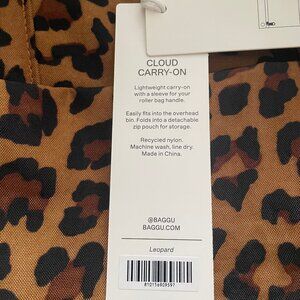 CLOUD
CARRY-ON
Lightweight carry-on
with a sleeve for your
roller bag handle.
Easily fits into the overhead
bin. Folds into a detachable
zip pouch for storage.
Recycled nylon.
Machine wash, line dry.
Made in China.
@BAGGU
BAGGU.COM
Leopard
810156909597